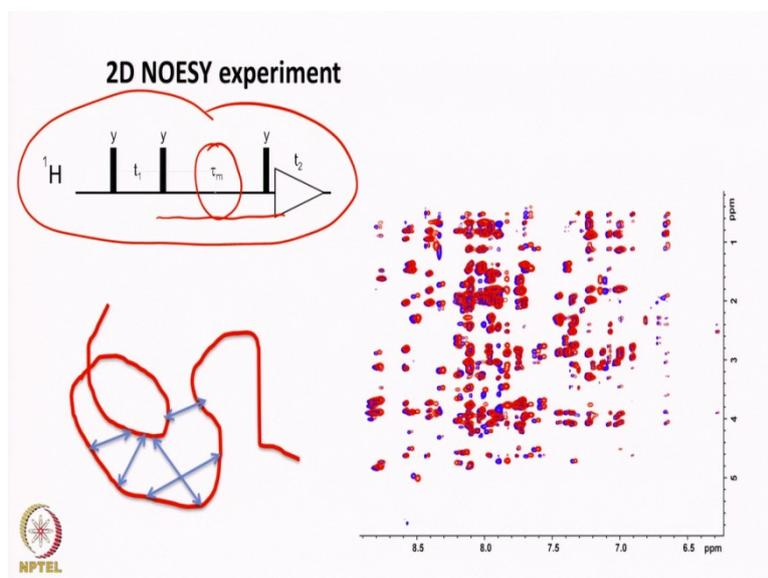 2D NOESY experiment
y y y
¹H t₁ τₘ t₂
ppm
1
2
3
4
5
8.5 8.0 7.5 7.0 6.5 ppm
NPTEL